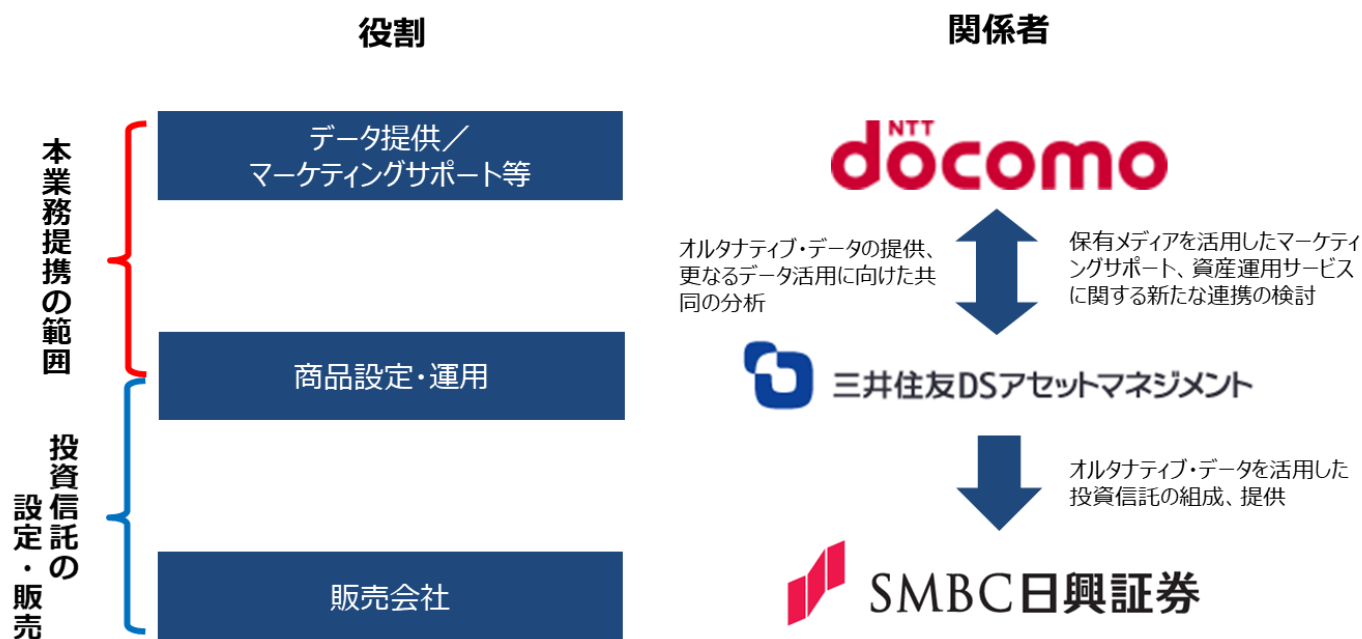 役割
関係者
本業務提携の範囲
データ提供／
マーケティングサポート等
NTT
docomo
オルタナティブ・データの提供、
更なるデータ活用に向けた共
同の分析
保有メディアを活用したマーケティ
ングサポート、資産運用サービス
に関する新たな連携の検討
商品設定・運用
三井住友DSアセットマネジメント
投資信託の
設定・販売
オルタナティブ・データを活用した
投資信託の組成、提供
販売会社
SMBC日興証券